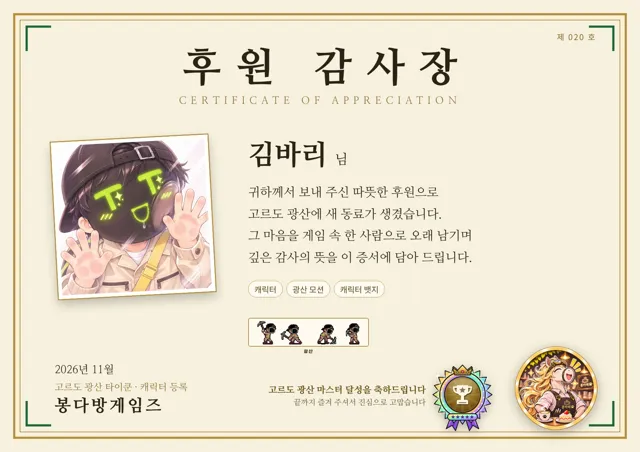 제 020 호
후원 감사장
CERTIFICATE OF APPRECIATION
김바리 님
귀하께서 보내 주신 따뜻한 후원으로
고르도 광산에 새 동료가 생겼습니다.
그 마음을 게임 속 한 사람으로 오래 남기며
깊은 감사의 뜻을 이 증서에 담아 드립니다.
캐릭터 광산 모션 캐릭터 뱃지
광산
2026년 11월
고르도 광산 타이쿤 · 캐릭터 등록
봉다방게임즈
고르도 광산 마스터 달성을 축하드립니다
끝까지 즐겨 주셔서 진심으로 고맙습니다